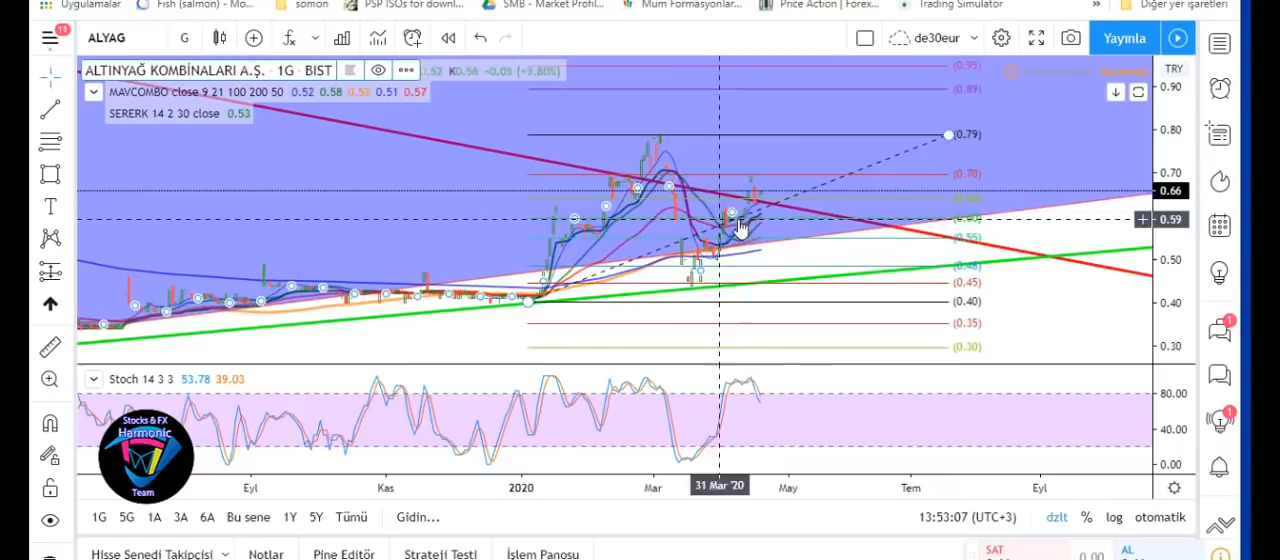 Uygulamalar Fish (salmon) - Mo... somon PSP ISOs for downl... SMB - Market Profil... Mum Formasyonlar... Price Action | Forex... Trading Simulator » Diğer yer işaretleri
11
ALYAG G de30eur Yayınla
ALTINYAĞ KOMBİNALARI A.Ş. · 1G · BIST 0.52 K0.56 -0.05 (+9.80%)
MAVCOMBO close 9 21 100 200 50 0.52 0.58 0.52 0.51 0.57
SERERK 14 2 30 close 0.53
(0.95)
(0.89)
(0.79)
(0.70)
(0.55)
(0.48)
(0.45)
(0.40)
(0.35)
(0.30)
TRY
0.90
0.80
0.70
0.66
0.59
0.50
0.40
0.30
Stoch 14 3 3 53.78 39.03
80.00
40.00
0.00
Stocks & FX
Harmonic
Team
Eyl Kas 2020 Mar 31 Mar '20 May Tem Eyl
1G 5G 1A 3A 6A Bu sene 1Y 5Y Tümü Gidin... 13:53:07 (UTC+3) dzlt % log otomatik
Hisse Senedi Takipçisi Notlar Pine Editör Strateji Testi İşlem Panosu
SAT 0.00 AL
1
1